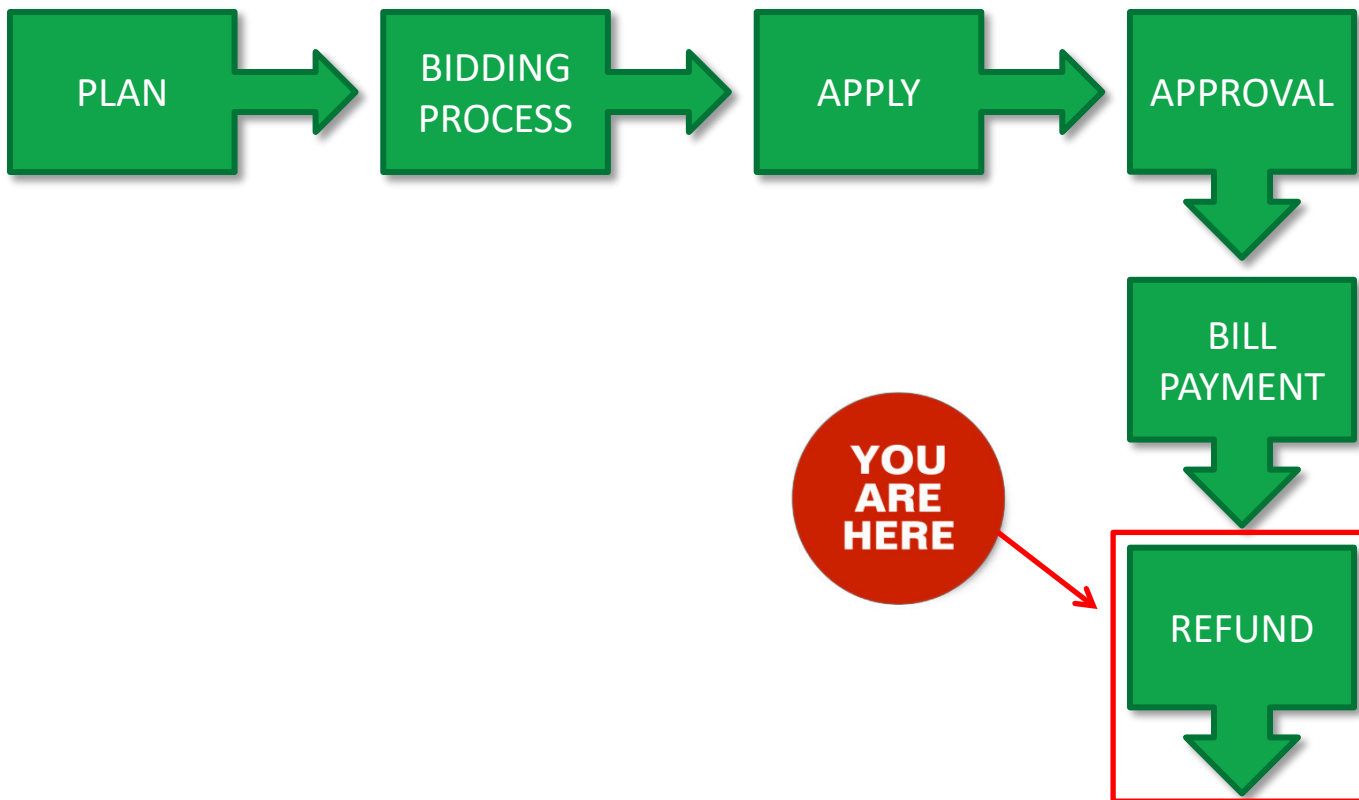 PLAN
BIDDING
PROCESS
APPLY
APPROVAL
BILL
PAYMENT
YOU
ARE
HERE
REFUND